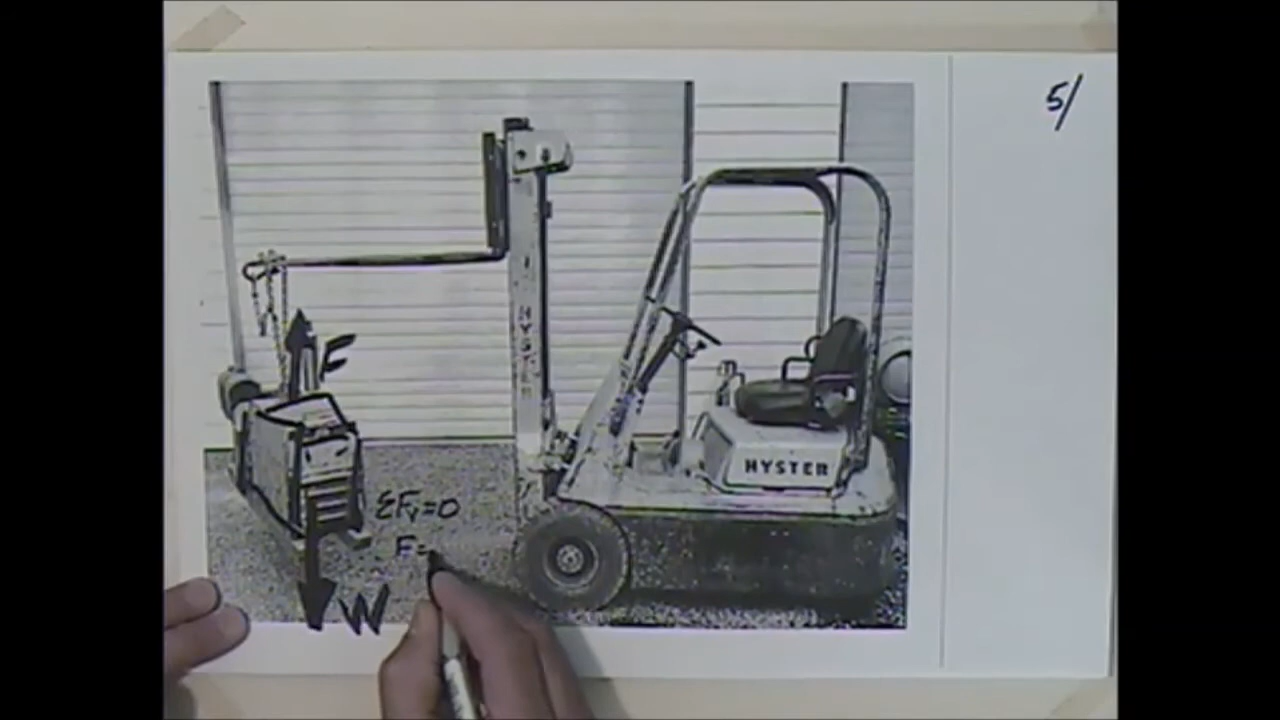 5/
HYSTER
F
HYSTER
ΣFy=0
F=
W